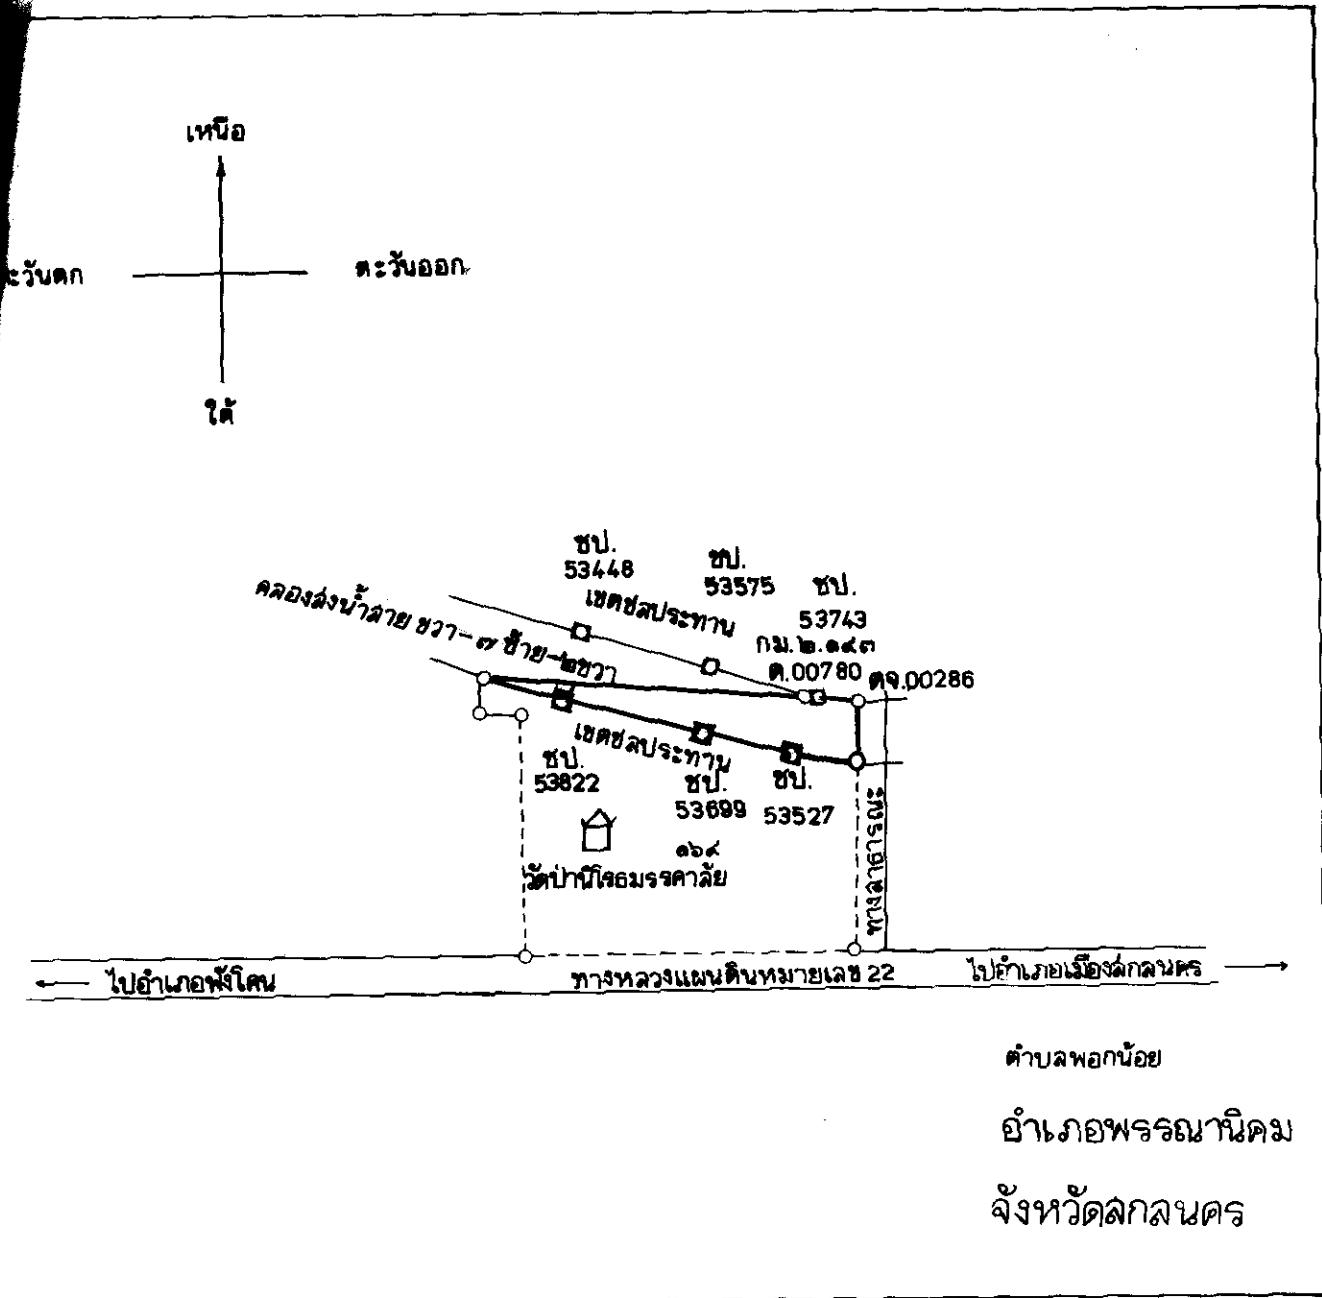 เหนือ
ะวันตก
ตะวันออก
ใต้
ชป.
53448
ชป.
53575
ชป.
53743
เขตชลประทาน
คลองส่งน้ำสาย ขวา-๗ ซ้าย-๒ขวา
กม.๒.๑๔๓
ด.00780
ตจ.00286
เขตชลประทาน
ชป.
53822
ชป.
53699
ชป.
53527
๑๖๙
วัดป่านิโรธมรรคาลัย
ทางสาธารณะ
ไปอำเภอพังโคน
ทางหลวงแผ่นดินหมายเลข 22
ไปอำเภอเมืองสกลนคร
ตำบลพอกน้อย
อำเภอพรรณานิคม
จังหวัดสกลนคร